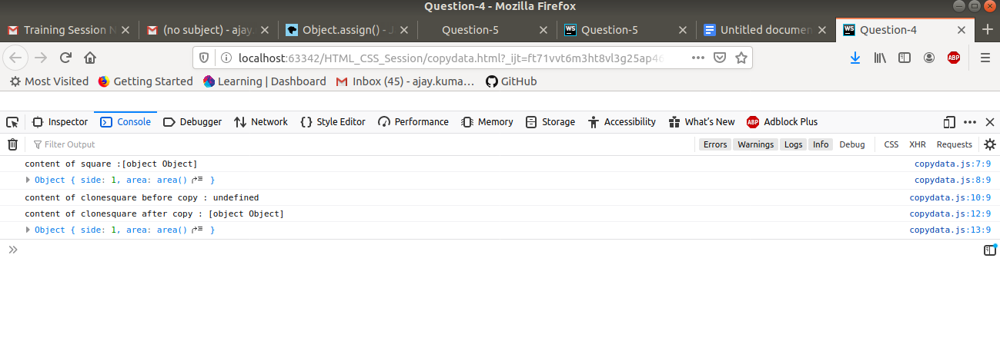 Question-4 - Mozilla Firefox
Training Session N
(no subject) - ajay.
Object.assign() - J
Question-5
Question-5
Untitled documen
Question-4
localhost:63342/HTML_CSS_Session/copydata.html?_ijt=ft71vvt6m3ht8vl3g25ap46
ABP
Most Visited Getting Started Learning | Dashboard Inbox (45) - ajay.kuma… GitHub
Inspector Console Debugger Network Style Editor Performance Memory Storage Accessibility What's New ABP Adblock Plus
Filter Output Errors Warnings Logs Info Debug CSS XHR Requests
content of square :[object Object] copydata.js:7:9
Object { side: 1, area: area() } copydata.js:8:9
content of clonesquare before copy : undefined copydata.js:10:9
content of clonesquare after copy : [object Object] copydata.js:12:9
Object { side: 1, area: area() } copydata.js:13:9